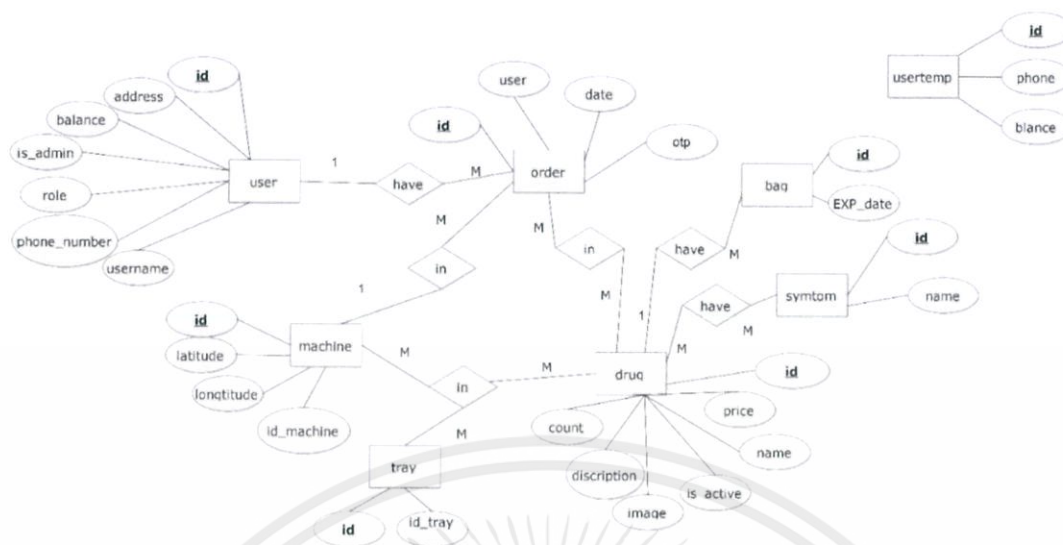 id
usertemp
phone
blance
id
address
balance
is_admin
role
phone_number
username
user
1
have
M
id
user
date
otp
order
M
in
1
M
in
M
id
latitude
longtitude
id_machine
machine
M
in
M
M
tray
id
id_tray
bag
id
EXP_date
have
M
1
symtom
id
name
have
M
M
drug
id
price
name
is_active
image
discription
count